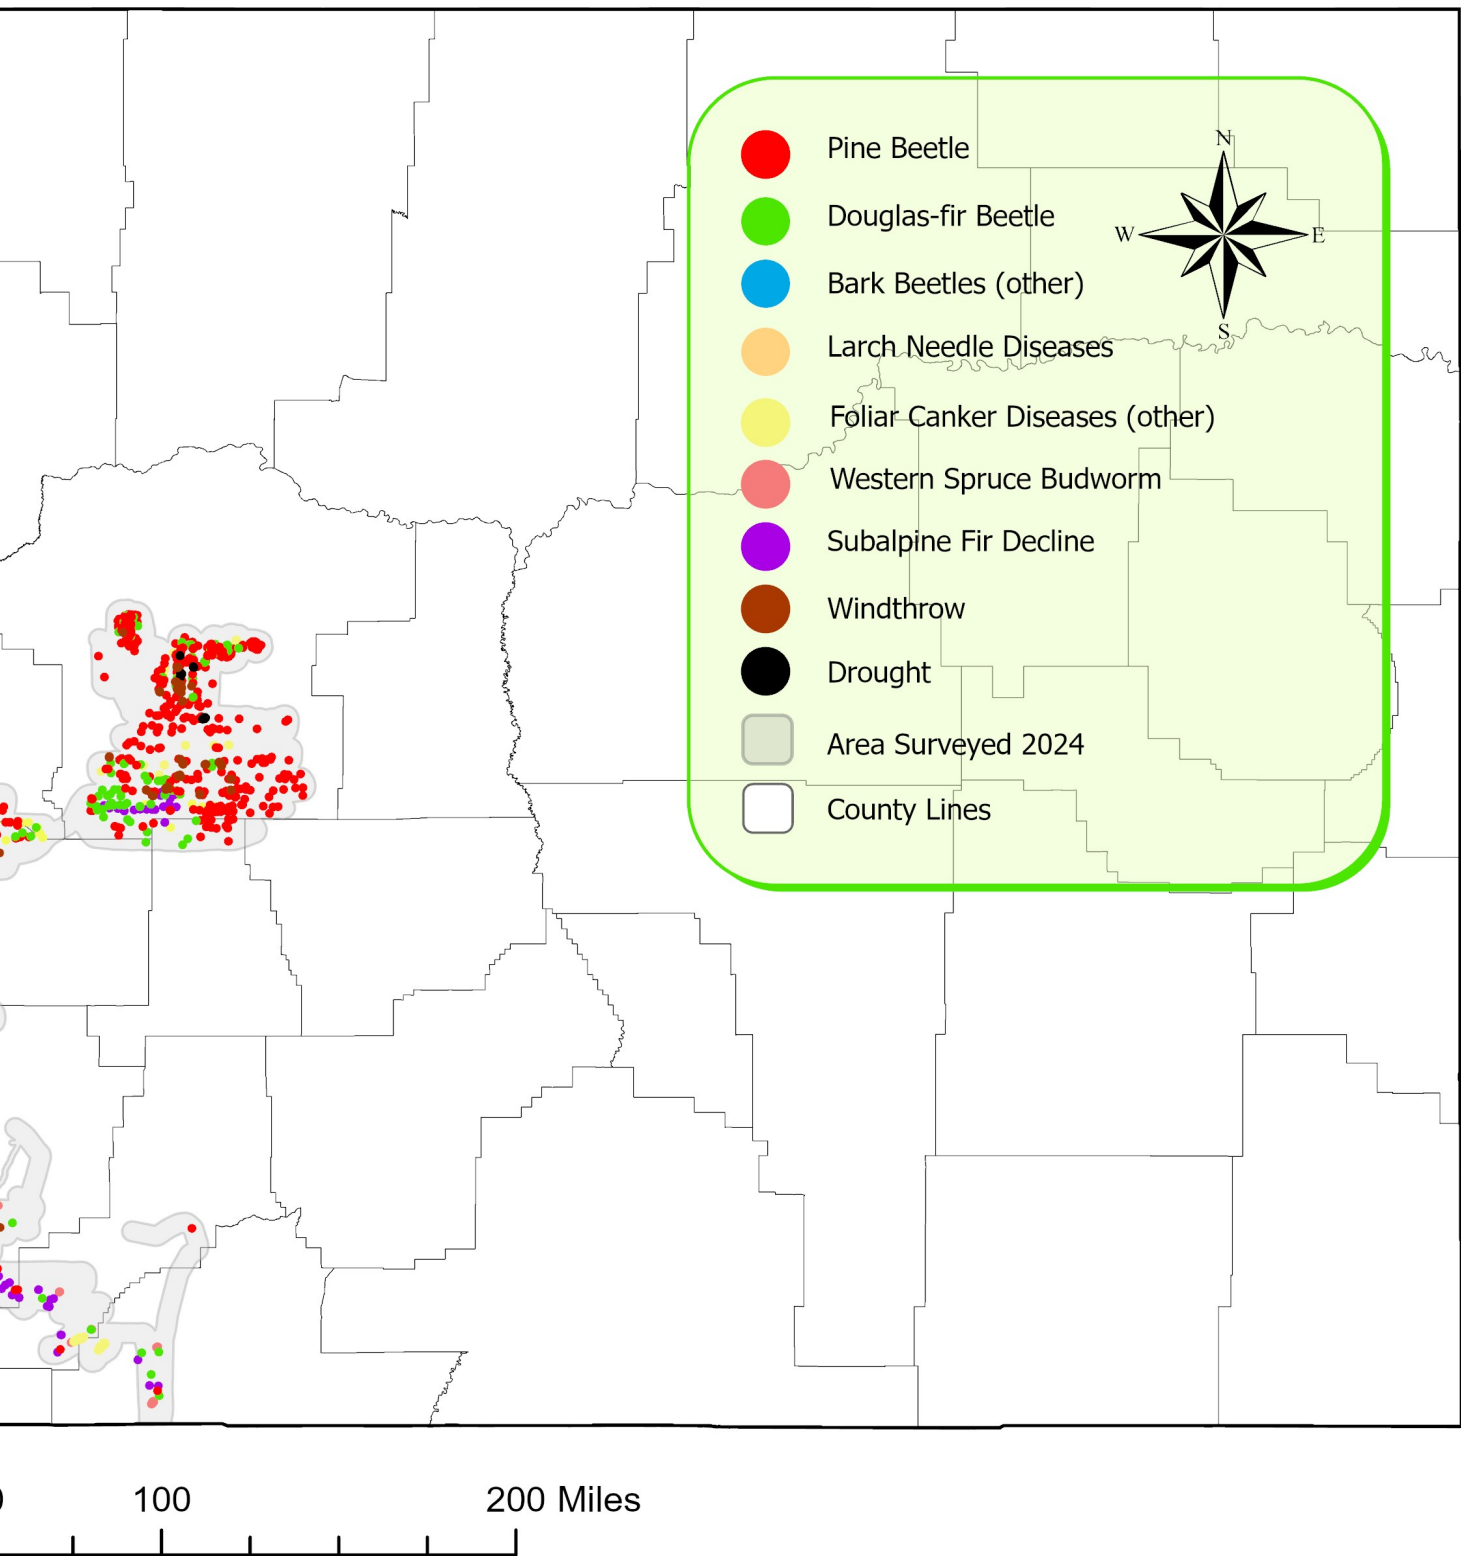 Pine Beetle
Douglas-fir Beetle
Bark Beetles (other)
Larch Needle Diseases
Foliar Canker Diseases (other)
Western Spruce Budworm
Subalpine Fir Decline
Windthrow
Drought
Area Surveyed 2024
County Lines
N
W
E
S
0
100
200 Miles